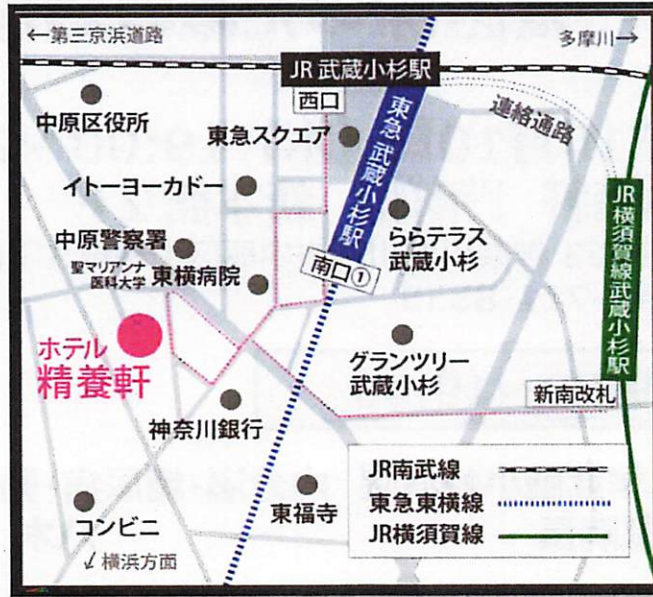 ←第三京浜道路
多摩川→
JR 武蔵小杉駅
西口
中原区役所
東急スクエア
東急 武蔵小杉駅
連絡通路
イトーヨーカドー
JR横須賀線武蔵小杉駅
ららテラス
武蔵小杉
中原警察署
聖マリアンナ
医科大学
東横病院
南口①
ホテル
精養軒
グランツリー
武蔵小杉
新南改札
神奈川銀行
JR南武線
東急東横線
JR横須賀線
東福寺
コンビニ
↙横浜方面